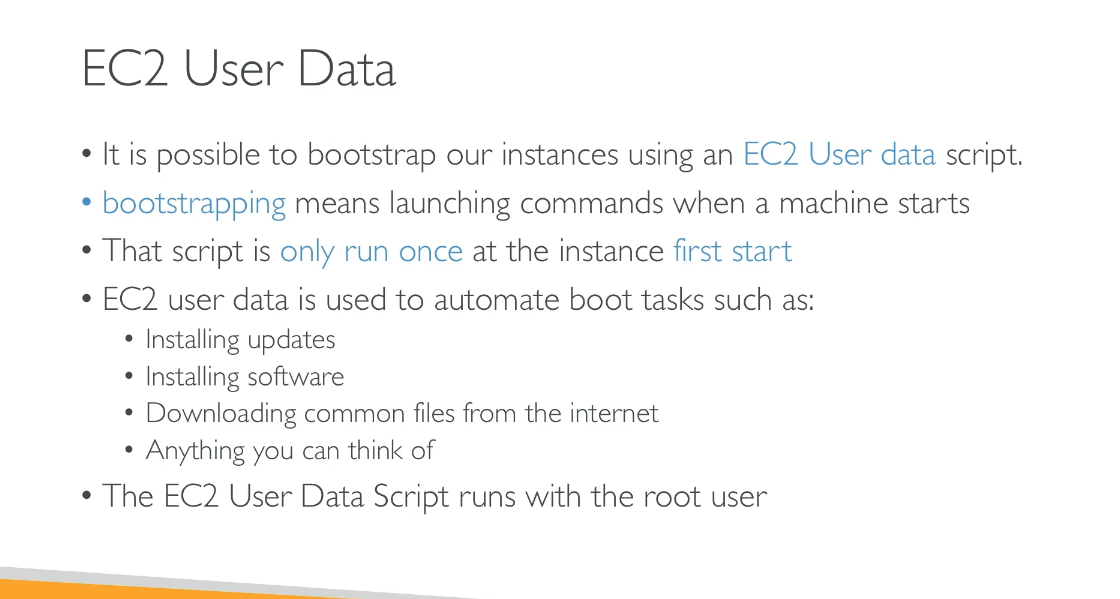 EC2 User Data
• It is possible to bootstrap our instances using an EC2 User data script.
• bootstrapping means launching commands when a machine starts
• That script is only run once at the instance first start
• EC2 user data is used to automate boot tasks such as:
• Installing updates
• Installing software
• Downloading common files from the internet
• Anything you can think of
• The EC2 User Data Script runs with the root user